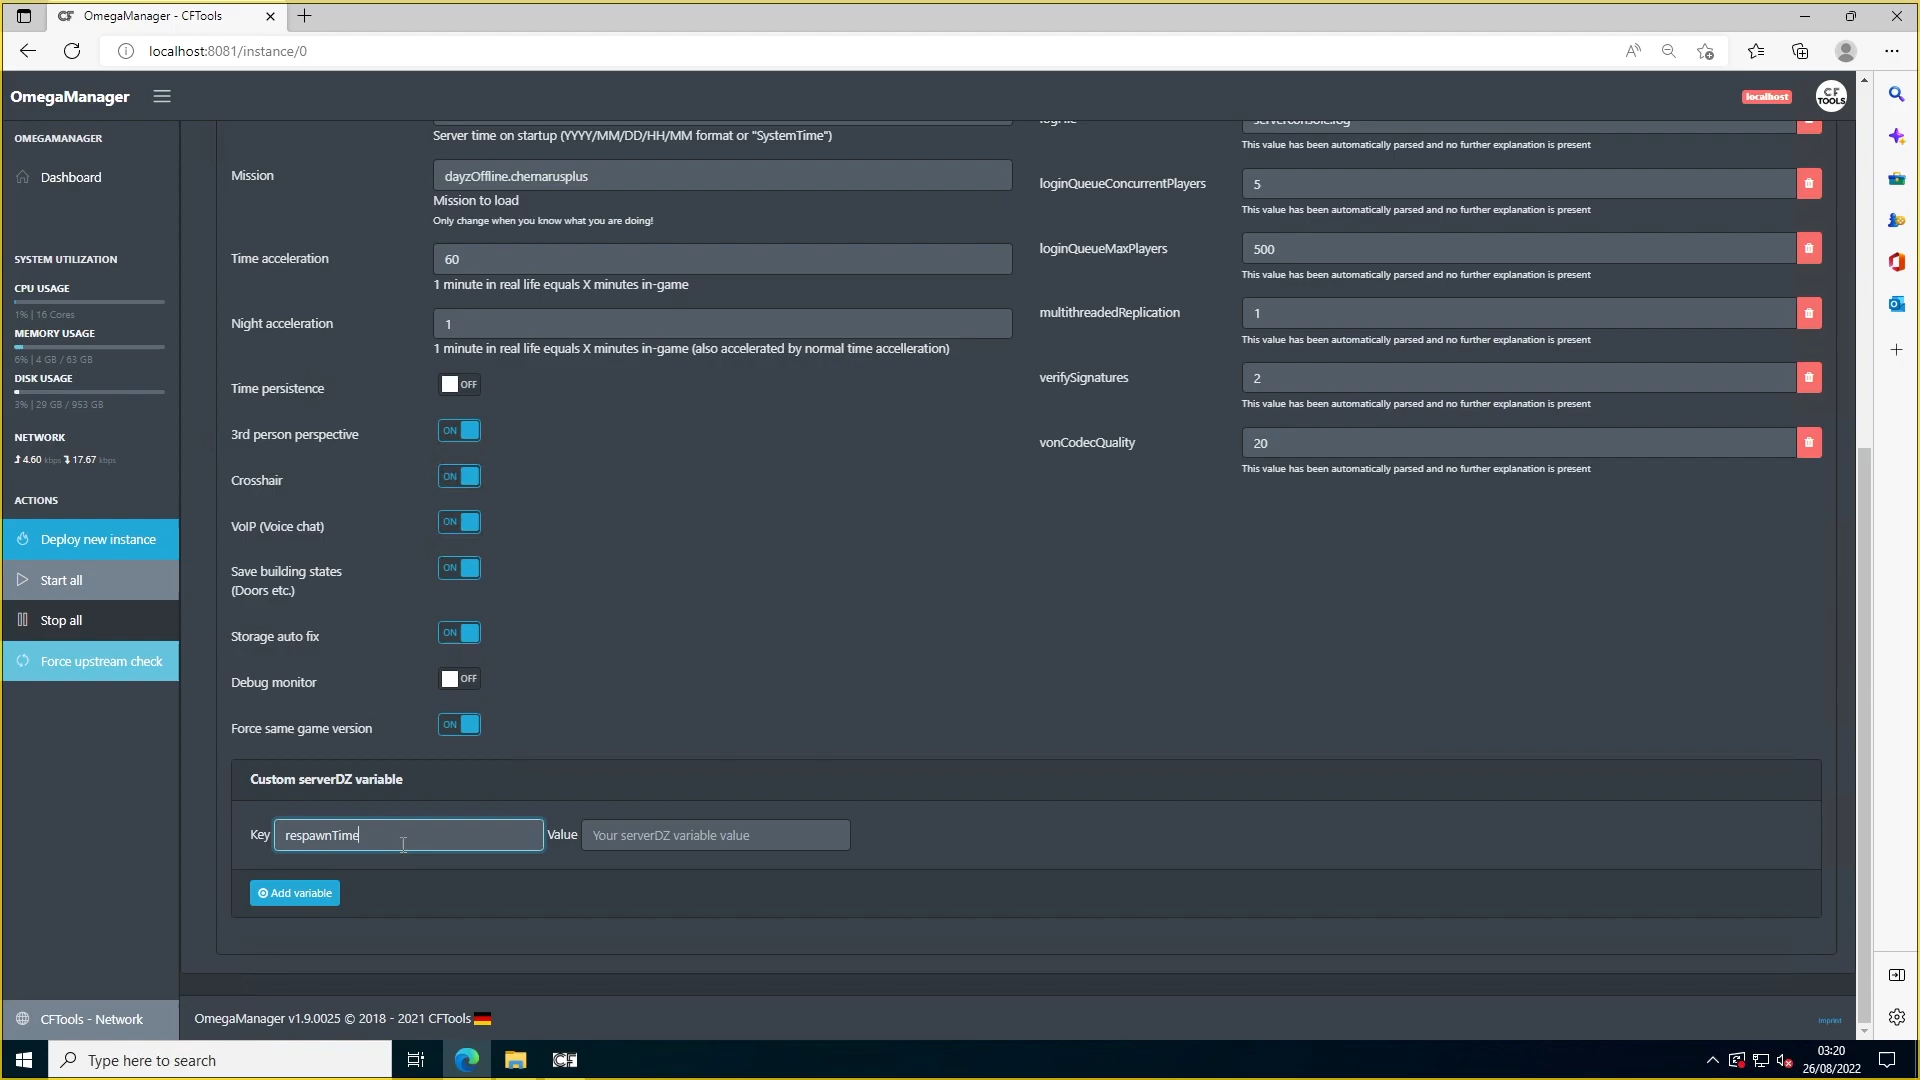 OmegaManager - CFTools
localhost:8081/instance/0
OmegaManager
localhost
CF
TOOLS
OMEGAMANAGER
Dashboard
SYSTEM UTILIZATION
CPU USAGE
1% | 16 Cores
MEMORY USAGE
6% | 4 GB / 63 GB
DISK USAGE
3% | 29 GB / 953 GB
NETWORK
4.60 kbps 17.67 kbps
ACTIONS
Deploy new instance
Start all
Stop all
Force upstream check
CFTools - Network
Server time on startup (YYYY/MM/DD/HH/MM format or "SystemTime")
Mission
dayzOffline.chernarusplus
Mission to load
Only change when you know what you are doing!
Time acceleration
60
1 minute in real life equals X minutes in-game
Night acceleration
1
1 minute in real life equals X minutes in-game (also accelerated by normal time accelleration)
Time persistence
OFF
3rd person perspective
ON
Crosshair
ON
VoIP (Voice chat)
ON
Save building states
(Doors etc.)
ON
Storage auto fix
ON
Debug monitor
OFF
Force same game version
ON
logFile
serverconsole.log
This value has been automatically parsed and no further explanation is present
loginQueueConcurrentPlayers
5
This value has been automatically parsed and no further explanation is present
loginQueueMaxPlayers
500
This value has been automatically parsed and no further explanation is present
multithreadedReplication
1
This value has been automatically parsed and no further explanation is present
verifySignatures
2
This value has been automatically parsed and no further explanation is present
vonCodecQuality
20
This value has been automatically parsed and no further explanation is present
Custom serverDZ variable
Key respawnTime Value Your serverDZ variable value
Add variable
OmegaManager v1.9.0025 © 2018 - 2021 CFTools
Imprint
Type here to search
CF
03:20
26/08/2022